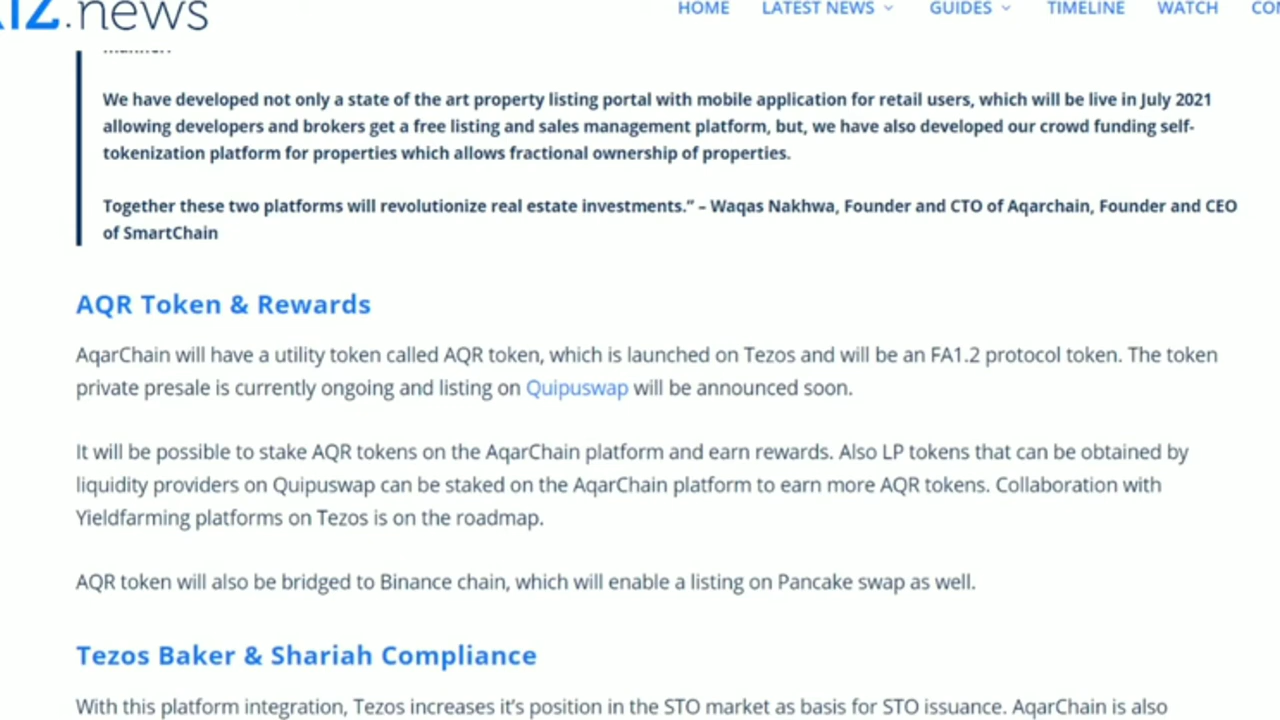 .news
HOME LATEST NEWS GUIDES TIMELINE WATCH
We have developed not only a state of the art property listing portal with mobile application for retail users, which will be live in July 2021
allowing developers and brokers get a free listing and sales management platform, but, we have also developed our crowd funding self-
tokenization platform for properties which allows fractional ownership of properties.
Together these two platforms will revolutionize real estate investments.” – Waqas Nakhwa, Founder and CTO of Aqarchain, Founder and CEO
of SmartChain
AQR Token & Rewards
AqarChain will have a utility token called AQR token, which is launched on Tezos and will be an FA1.2 protocol token. The token
private presale is currently ongoing and listing on Quipuswap will be announced soon.
It will be possible to stake AQR tokens on the AqarChain platform and earn rewards. Also LP tokens that can be obtained by
liquidity providers on Quipuswap can be staked on the AqarChain platform to earn more AQR tokens. Collaboration with
Yieldfarming platforms on Tezos is on the roadmap.
AQR token will also be bridged to Binance chain, which will enable a listing on Pancake swap as well.
Tezos Baker & Shariah Compliance
With this platform integration, Tezos increases it’s position in the STO market as basis for STO issuance. AqarChain is also